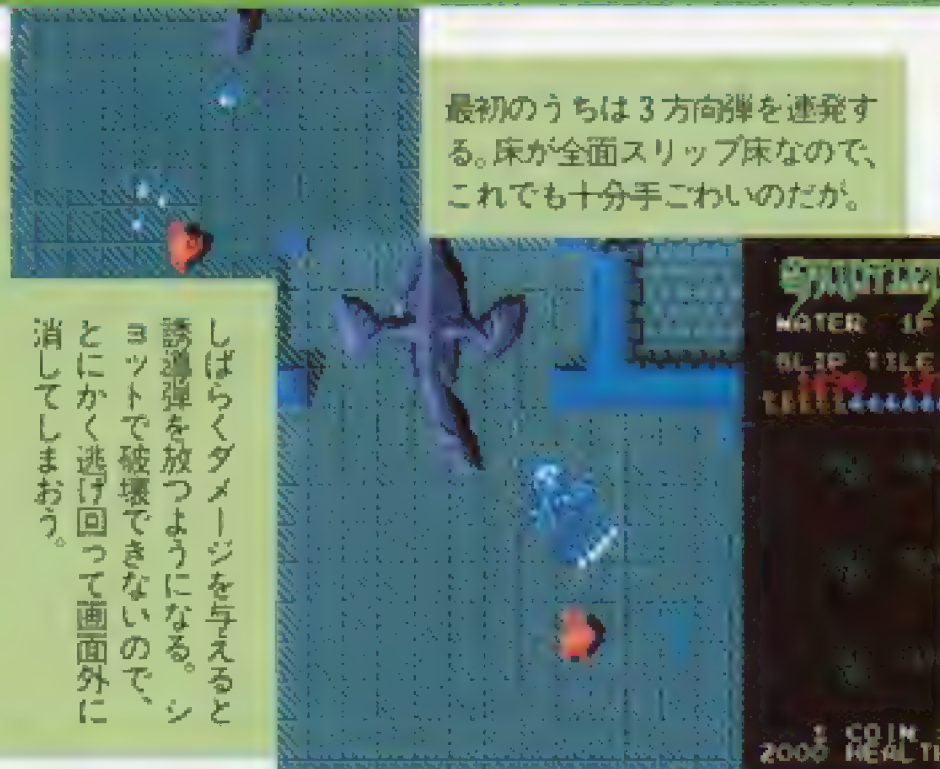 最初のうちは3方向弾を連発す
る。床が全面スリップ床なので、
これでも十分手ごわいのだが。
しばらくダメージを与えると
誘導弾を放つようになる。シ
ョットで破壊できないので、
とにかく逃げ回って画面外に
消してしまおう。
GAUNTLET
WATER 1F
SLIP TILE
1 COIN
2000 HEALTH